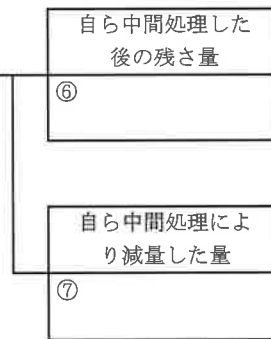 自ら中間処理した
後の残さ量
⑥
自ら中間処理によ
り減量した量
⑦